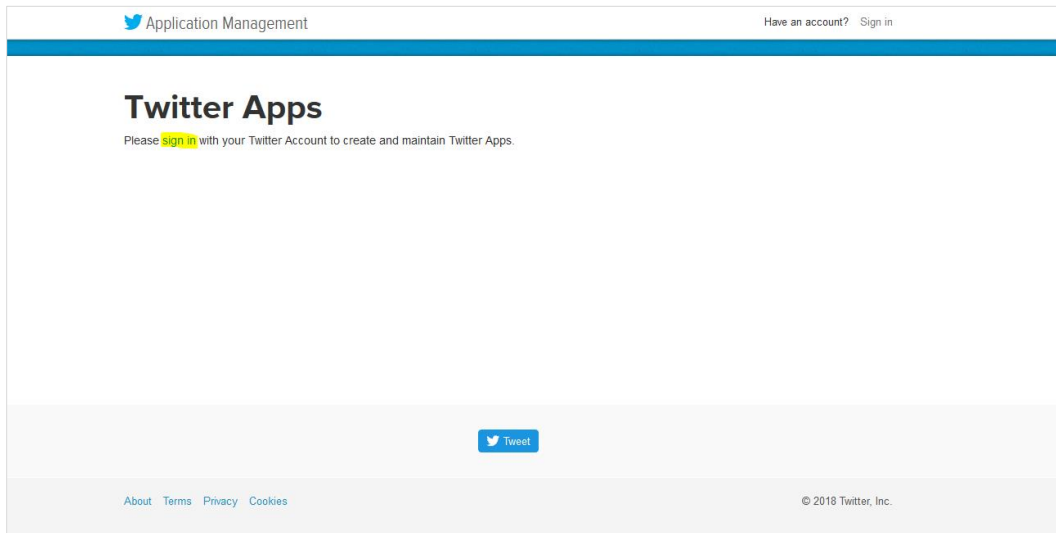 Application Management Have an account? Sign in
Twitter Apps
Please sign in with your Twitter Account to create and maintain Twitter Apps.
Tweet
About Terms Privacy Cookies © 2018 Twitter, Inc.